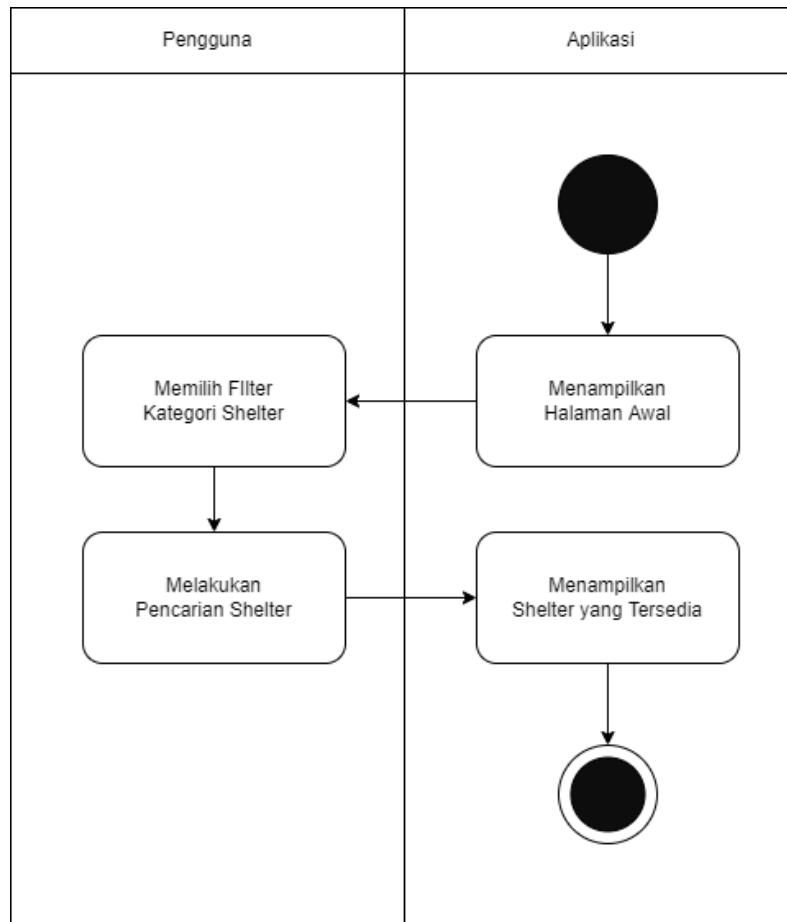 Pengguna
Aplikasi
Menampilkan
Halaman Awal
Memilih FIlter
Kategori Shelter
Melakukan
Pencarian Shelter
Menampilkan
Shelter yang Tersedia